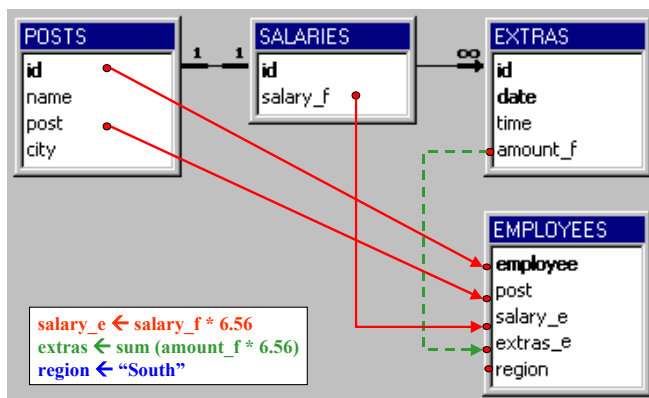 POSTS
id
name
post
city
1 1
SALARIES
id
salary_f
∞
EXTRAS
id
date
time
amount_f
EMPLOYEES
employee
post
salary_e
extras_e
region
salary_e ← salary_f * 6.56
extras ← sum (amount_f * 6.56)
region ← “South”